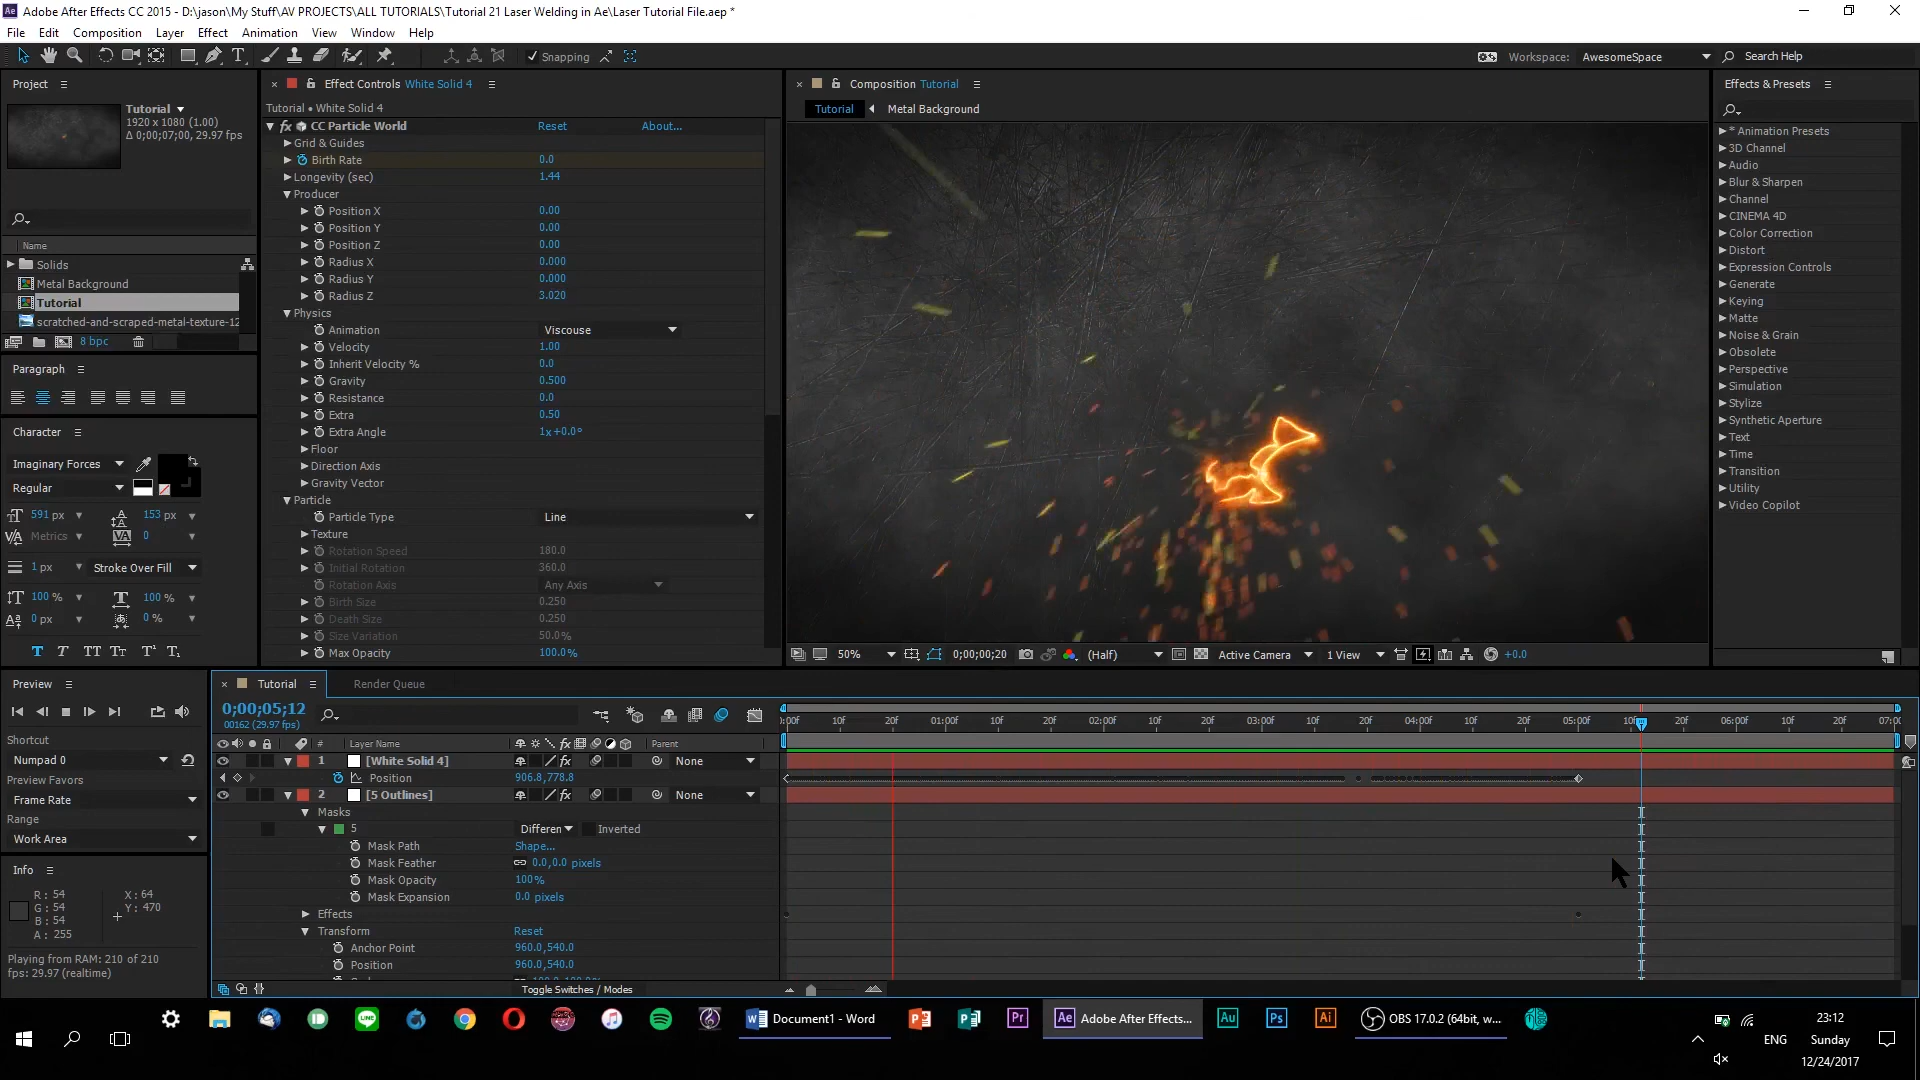 Adobe After Effects CC 2015 - D:\jason\My Stuff\AV PROJECTS\ALL TUTORIALS\Tutorial 21 Laser Welding in Ae\Laser Tutorial File.aep *
File Edit Composition Layer Effect Animation View Window Help
Snapping Workspace: AwesomeSpace Search Help
Project
Tutorial
1920 x 1080 (1.00)
Δ 0;00;07;00, 29.97 fps
Name
Solids
Metal Background
Tutorial
scratched-and-scraped-metal-texture-12
8 bpc
Paragraph
Character
Imaginary Forces
Regular
591 px 153 px
Metrics 0
1 px Stroke Over Fill
100 % 100 %
0 px 0 %
Effect Controls White Solid 4
Tutorial • White Solid 4
fx CC Particle World Reset About...
Grid & Guides
Birth Rate 0.0
Longevity (sec) 1.44
Producer
Position X 0.00
Position Y 0.00
Position Z 0.00
Radius X 0.000
Radius Y 0.000
Radius Z 3.020
Physics
Animation Viscouse
Velocity 1.00
Inherit Velocity % 0.0
Gravity 0.500
Resistance 0.0
Extra 0.50
Extra Angle 1x+0.0°
Floor
Direction Axis
Gravity Vector
Particle
Particle Type Line
Texture
Rotation Speed 180.0
Initial Rotation 360.0
Rotation Axis Any Axis
Birth Size 0.250
Death Size 0.250
Size Variation 50.0%
Max Opacity 100.0%
Composition Tutorial
Tutorial Metal Background
50% 0;00;00;20 (Half) Active Camera 1 View +0.0
Effects & Presets
* Animation Presets
3D Channel
Audio
Blur & Sharpen
Channel
CINEMA 4D
Color Correction
Distort
Expression Controls
Generate
Keying
Matte
Noise & Grain
Obsolete
Perspective
Simulation
Stylize
Synthetic Aperture
Text
Time
Transition
Utility
Video Copilot
Preview
Shortcut
Numpad 0
Preview Favors
Frame Rate
Range
Work Area
Info
R: 54 X: 64
G: 54 Y: 470
B: 54
A: 255
Playing from RAM: 210 of 210
fps: 29.97 (realtime)
Tutorial Render Queue
0;00;05;12
00162 (29.97 fps)
:00f 10f 20f 01:00f 10f 20f 02:00f 10f 20f 03:00f 10f 20f 04:00f 10f 20f 05:00f 10f 20f 06:00f 10f 20f 07:00
# Layer Name Parent
1 [White Solid 4] None
Position 906.8,778.8
2 [5 Outlines] None
Masks
5 Differen Inverted
Mask Path Shape...
Mask Feather 0.0,0.0 pixels
Mask Opacity 100%
Mask Expansion 0.0 pixels
Effects
Transform Reset
Anchor Point 960.0,540.0
Position 960.0,540.0
Toggle Switches / Modes
Document1 - Word
Adobe After Effects...
OBS 17.0.2 (64bit, w...
ENG
23:12
Sunday
12/24/2017